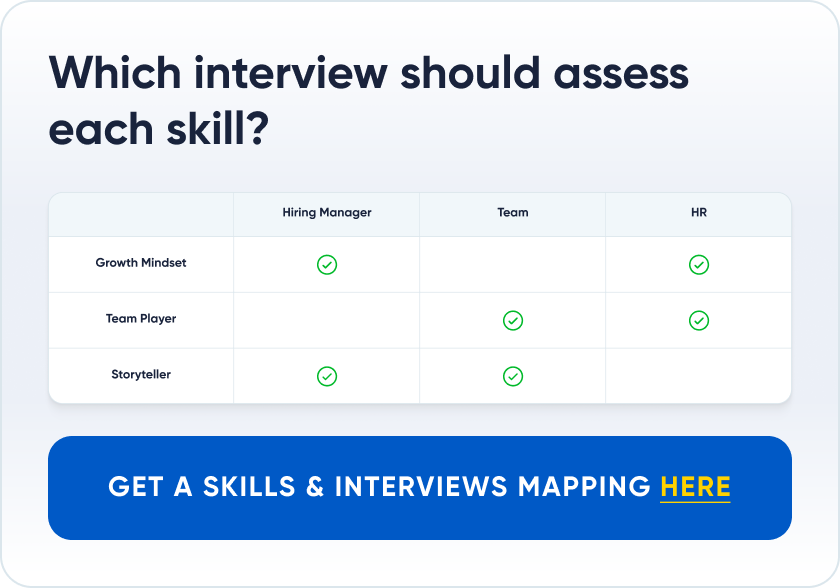 Which interview should assess
each skill?
Hiring Manager Team HR
Growth Mindset
Team Player
Storyteller
GET A SKILLS & INTERVIEWS MAPPING HERE